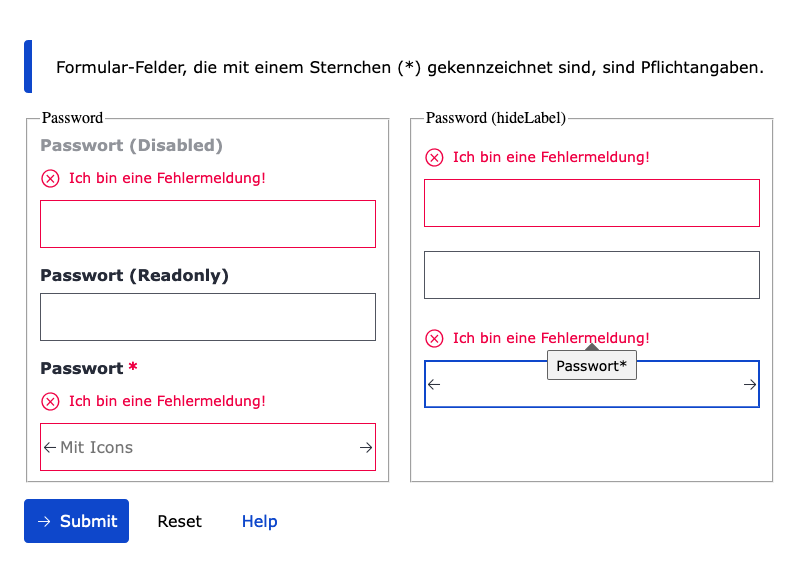 Formular-Felder, die mit einem Sternchen (*) gekennzeichnet sind, sind Pflichtangaben.
Password
Passwort (Disabled)
Ich bin eine Fehlermeldung!
Passwort (Readonly)
Passwort *
Ich bin eine Fehlermeldung!
Mit Icons
Password (hideLabel)
Ich bin eine Fehlermeldung!
Ich bin eine Fehlermeldung!
Passwort*
Submit
Reset
Help